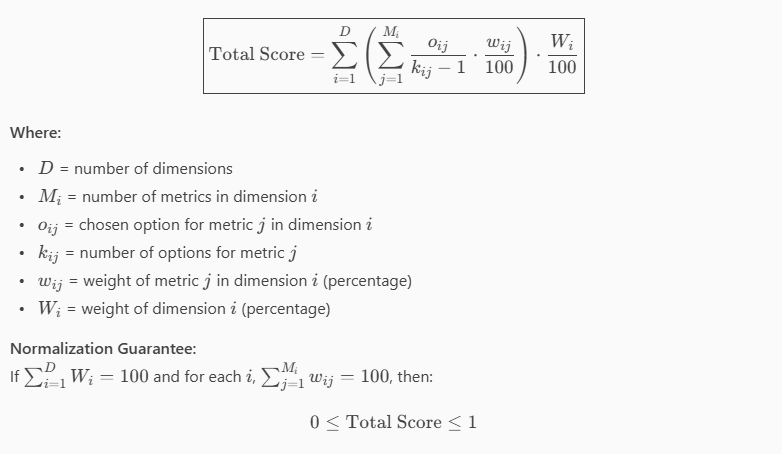 Total Score = \sum_{i=1}^{D} \left( \sum_{j=1}^{M_i} \frac{o_{ij}}{k_{ij} - 1} \cdot \frac{w_{ij}}{100} \right) \cdot \frac{W_i}{100}
Where:
• D = number of dimensions
• M_i = number of metrics in dimension i
• o_{ij} = chosen option for metric j in dimension i
• k_{ij} = number of options for metric j
• w_{ij} = weight of metric j in dimension i (percentage)
• W_i = weight of dimension i (percentage)
Normalization Guarantee:
If \sum_{i=1}^{D} W_i = 100 and for each i, \sum_{j=1}^{M_i} w_{ij} = 100, then:
0 ≤ Total Score ≤ 1